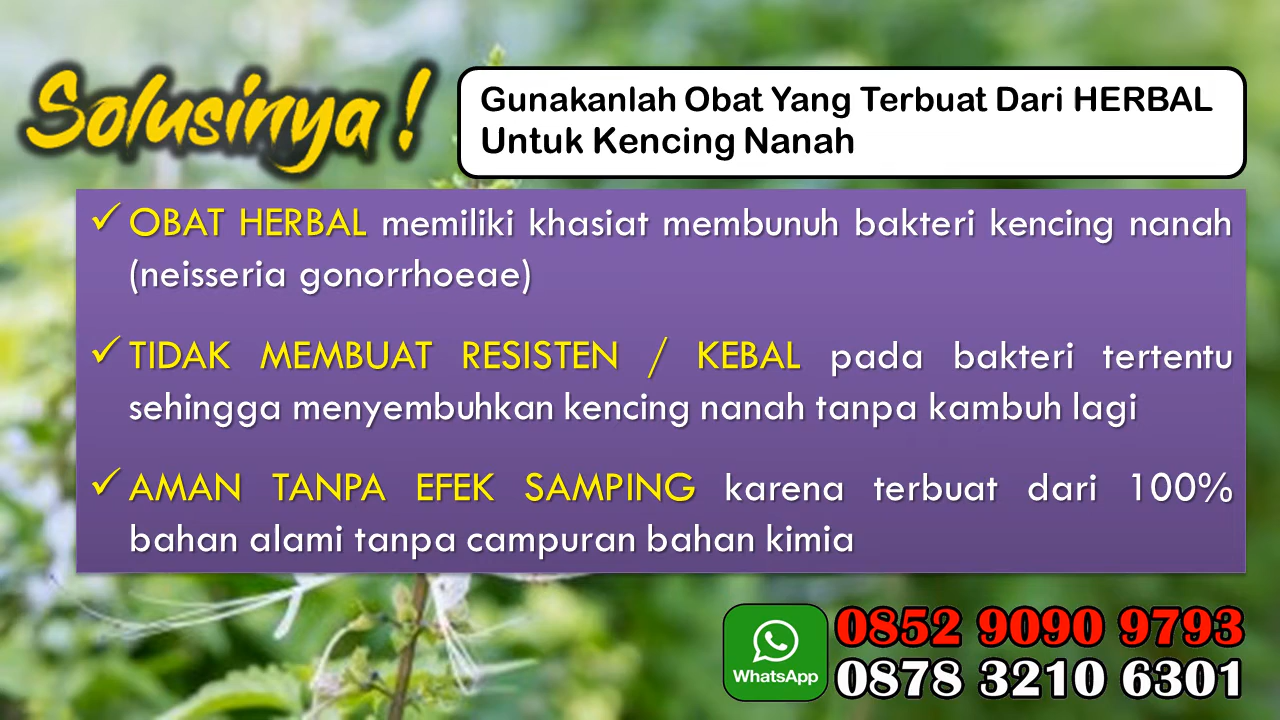 Solusinya !
Gunakanlah Obat Yang Terbuat Dari HERBAL
Untuk Kencing Nanah
✓ OBAT HERBAL memiliki khasiat membunuh bakteri kencing nanah
(neisseria gonorrhoeae)
✓ TIDAK MEMBUAT RESISTEN / KEBAL pada bakteri tertentu
sehingga menyembuhkan kencing nanah tanpa kambuh lagi
✓ AMAN TANPA EFEK SAMPING karena terbuat dari 100%
bahan alami tanpa campuran bahan kimia
0852 9090 9793
WhatsApp
0878 3210 6301